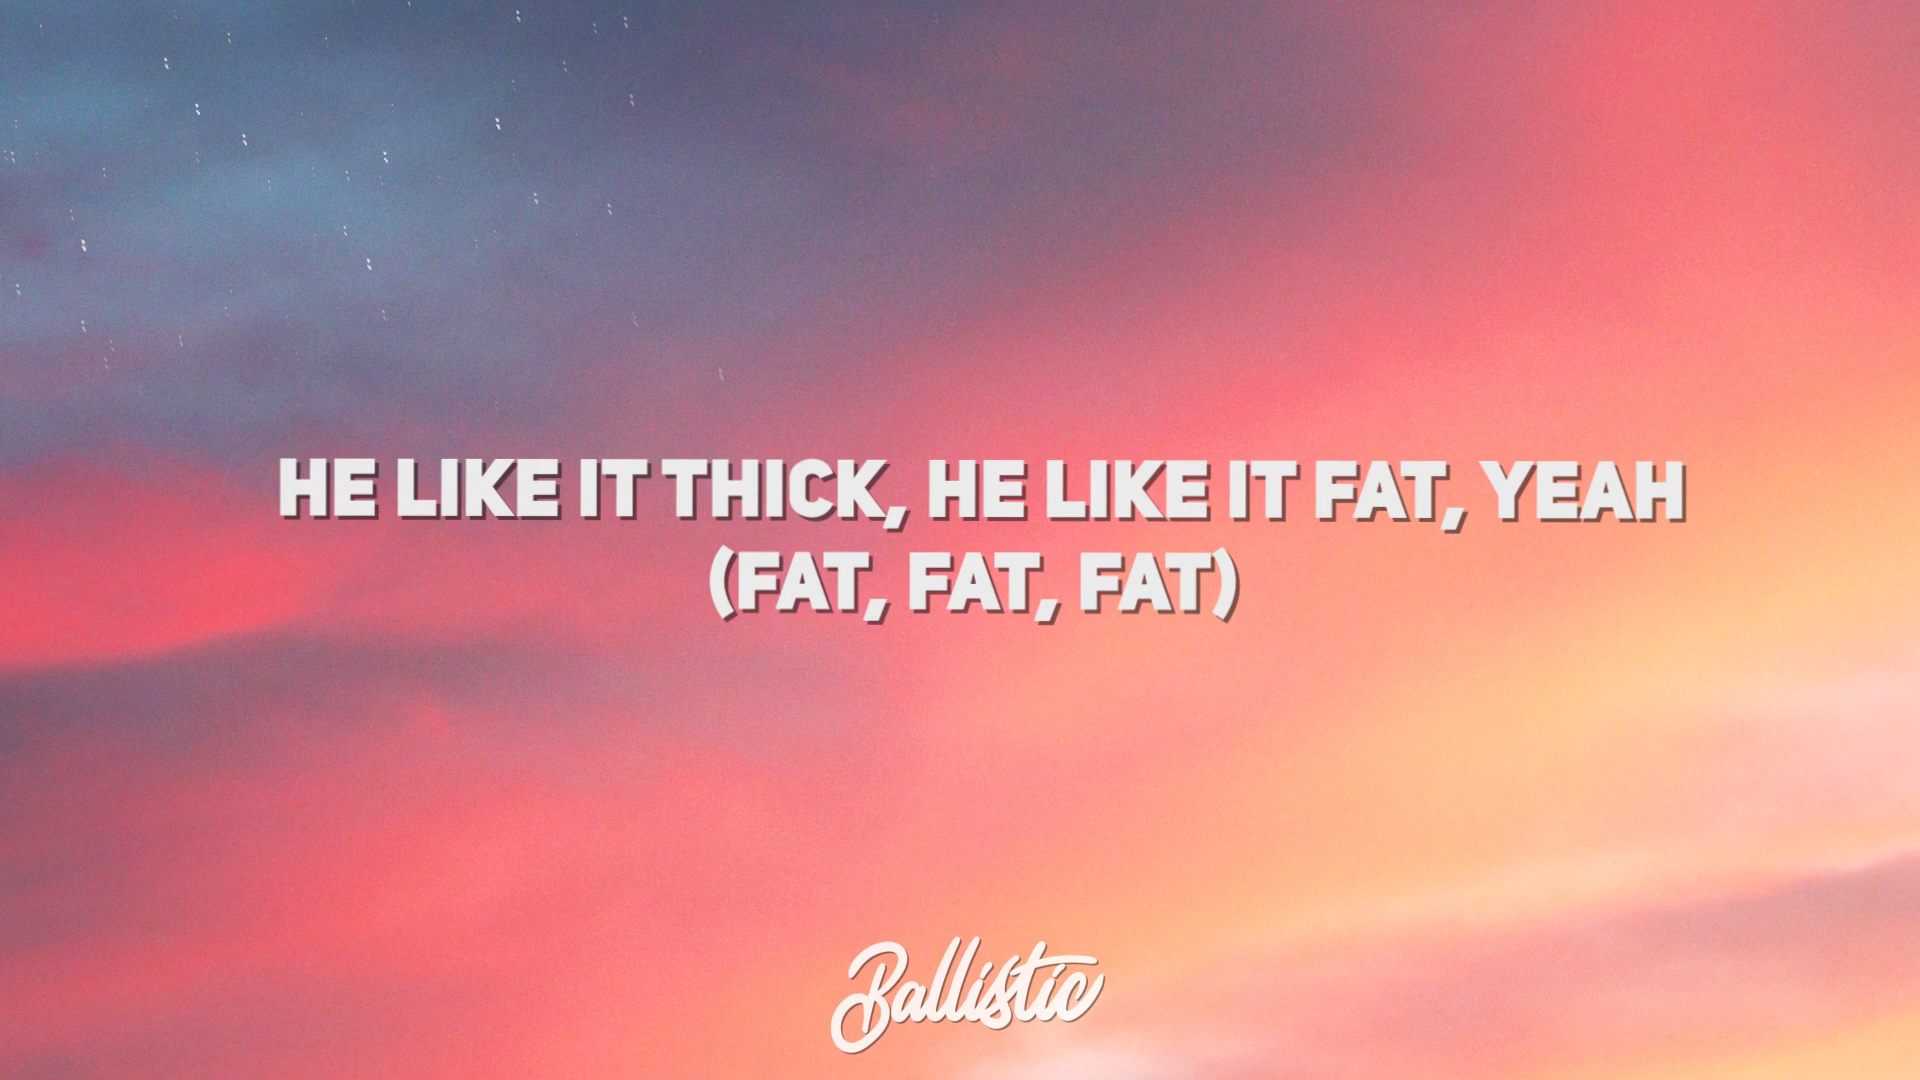 HE LIKE IT THICK, HE LIKE IT FAT, YEAH
(FAT, FAT, FAT)
Ballistic